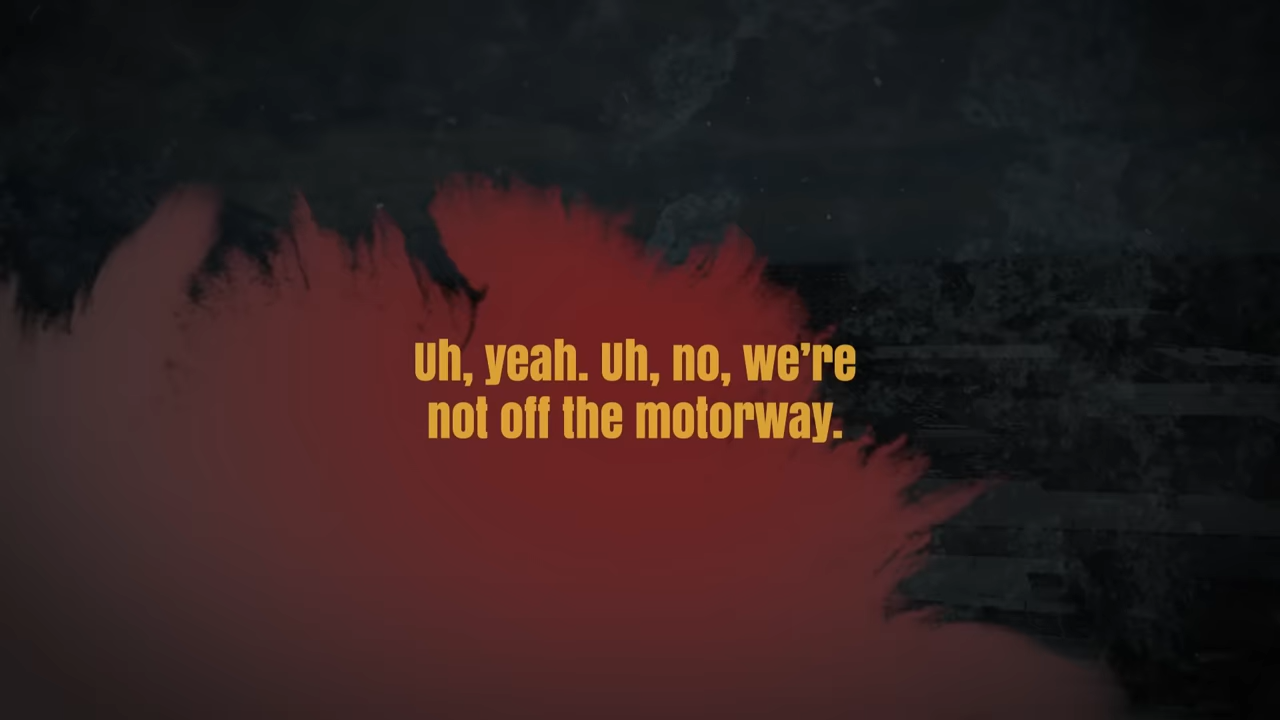 Uh, yeah. Uh, no, we’re
not off the motorway.